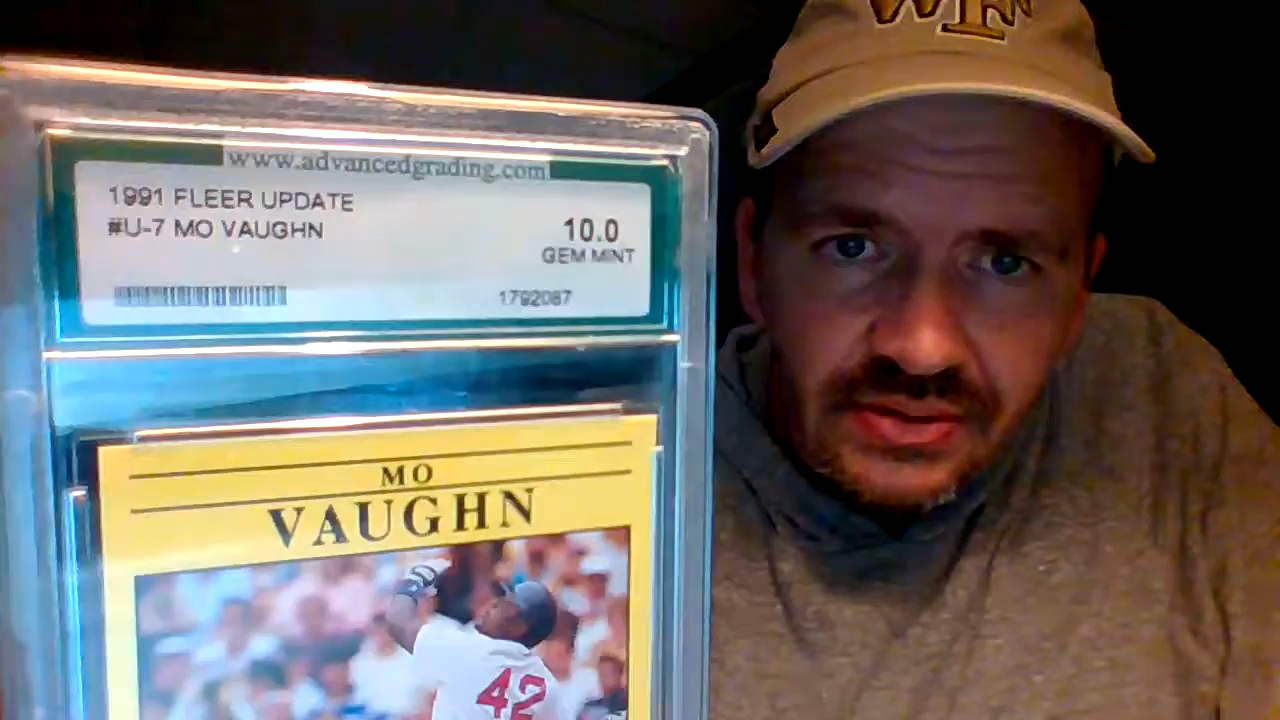 WF
www.advancedgrading.com
1991 FLEER UPDATE
#U-7 MO VAUGHN
10.0
GEM MINT
1792087
MO
VAUGHN
42